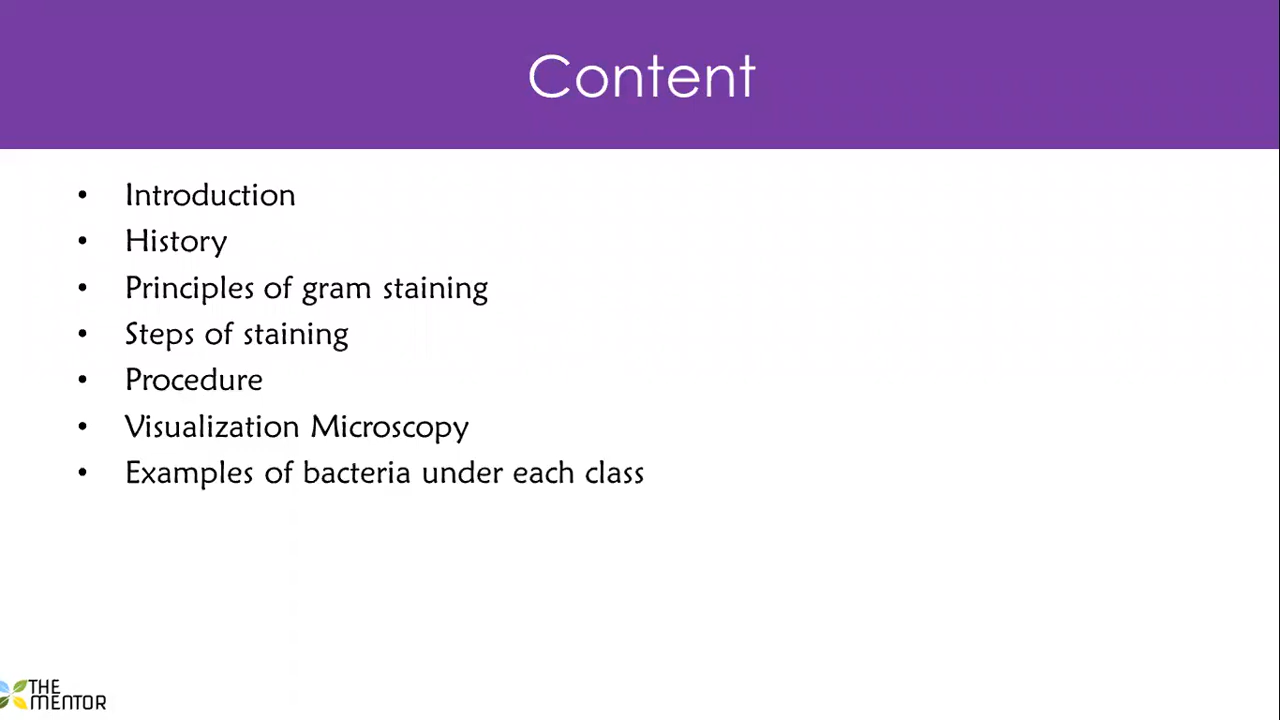 Content
• Introduction
• History
• Principles of gram staining
• Steps of staining
• Procedure
• Visualization Microscopy
• Examples of bacteria under each class
THE
MENTOR